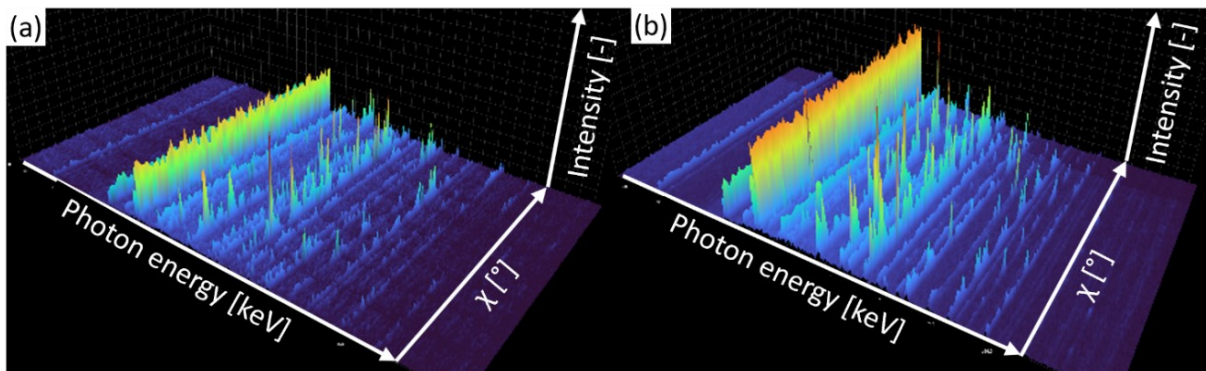 (a)
Intensity [-]
Photon energy [keV]
χ [°]
(b)
Intensity [-]
Photon energy [keV]
χ [°]